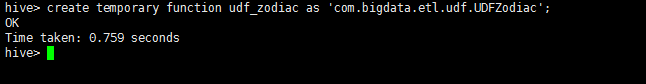 hive> create temporary function udf_zodiac as 'com.bigdata.etl.udf.UDFZodiac';
OK
Time taken: 0.759 seconds
hive>